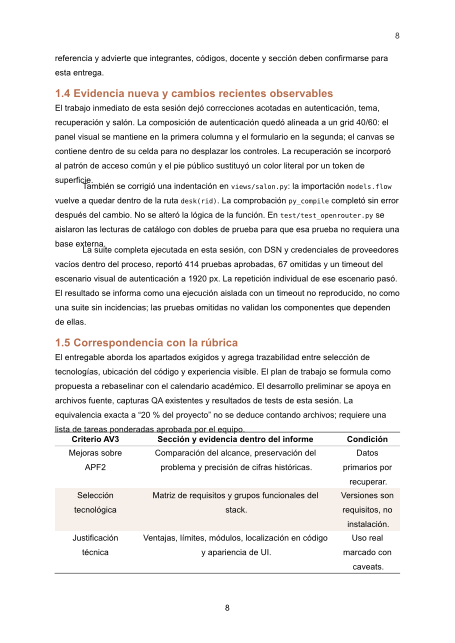 8
referencia y advierte que integrantes, códigos, docente y sección deben confirmarse para
esta entrega.
1.4 Evidencia nueva y cambios recientes observables
El trabajo inmediato de esta sesión dejó correcciones acotadas en autenticación, tema,
recuperación y salón. La composición de autenticación quedó alineada a un grid 40/60: el
panel visual se mantiene en la primera columna y el formulario en la segunda; el canvas se
contiene dentro de su celda para no desplazar los controles. La recuperación se incorporó
al patrón de acceso común y el pie público sustituyó un color literal por un token de
superficie.
También se corrigió una indentación en views/salon.py: la importación models.flow
vuelve a quedar dentro de la ruta desk(rid). La comprobación py_compile completó sin error
después del cambio. No se alteró la lógica de la función. En test/test_openrouter.py se
aislaron las lecturas de catálogo con dobles de prueba para que esa prueba no requiera una
base externa.
La suite completa ejecutada en esta sesión, con DSN y credenciales de proveedores
vacíos dentro del proceso, reportó 414 pruebas aprobadas, 67 omitidas y un timeout del
escenario visual de autenticación a 1920 px. La repetición individual de ese escenario pasó.
El resultado se informa como una ejecución aislada con un timeout no reproducido, no como
una suite sin incidencias; las pruebas omitidas no validan los componentes que dependen
de ellas.
1.5 Correspondencia con la rúbrica
El entregable aborda los apartados exigidos y agrega trazabilidad entre selección de
tecnologías, ubicación del código y experiencia visible. El plan de trabajo se formula como
propuesta a rebaselinar con el calendario académico. El desarrollo preliminar se apoya en
archivos fuente, capturas QA existentes y resultados de tests de esta sesión. La
equivalencia exacta a “20 % del proyecto” no se deduce contando archivos; requiere una
lista de tareas ponderadas aprobada por el equipo.
Criterio AV3 Sección y evidencia dentro del informe Condición
Mejoras sobre Comparación del alcance, preservación del Datos
APF2 problema y precisión de cifras históricas. primarios por
recuperar.
Selección Matriz de requisitos y grupos funcionales del Versiones son
tecnológica stack. requisitos, no
instalación.
Justificación Ventajas, límites, módulos, localización en código Uso real
técnica y apariencia de UI. marcado con
caveats.
8